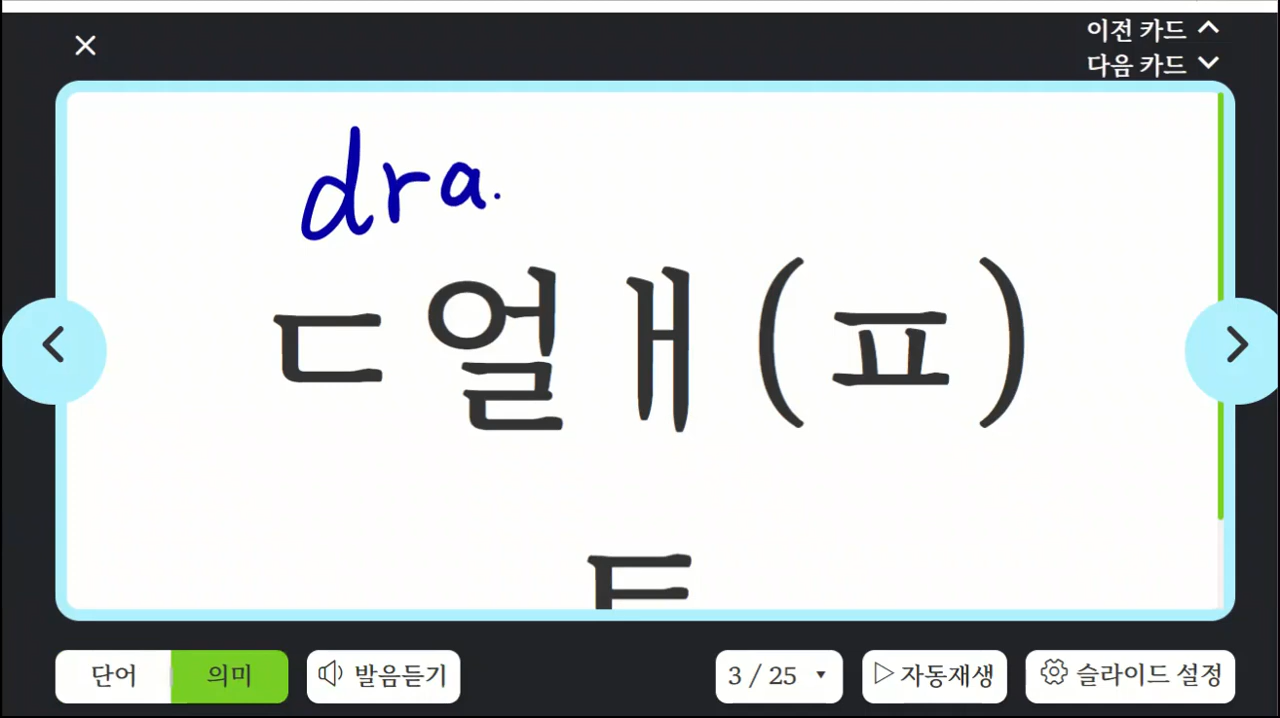 이전 카드
다음 카드
dra.
ㄷ얼ㅐ(ㅍ)
ㅌ
단어 의미 발음듣기 3 / 25 자동재생 슬라이드 설정